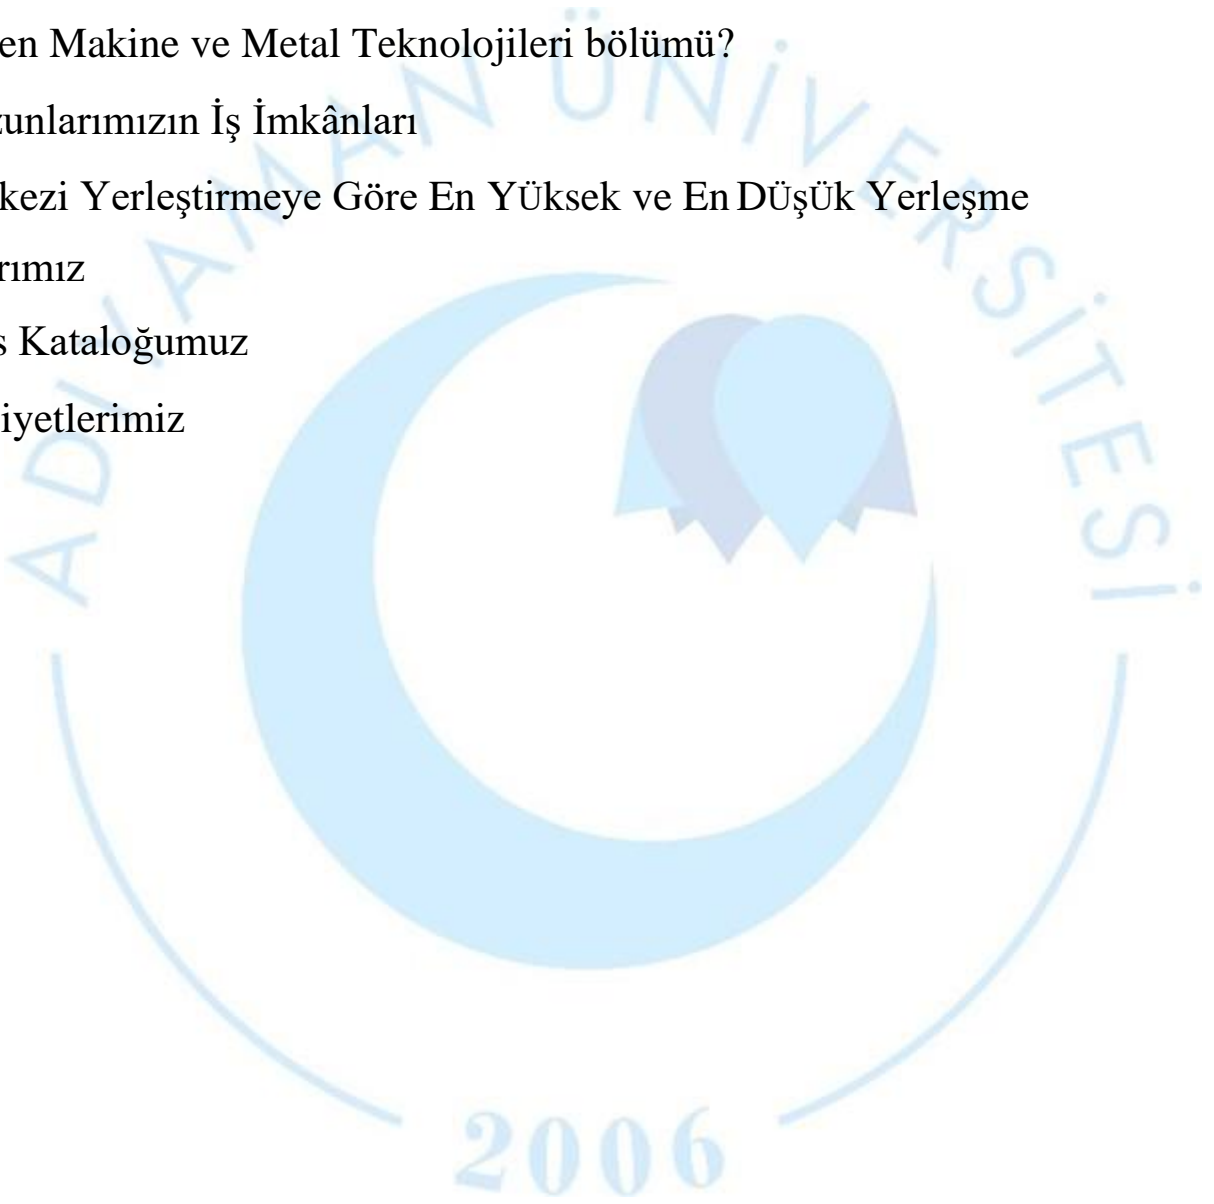 en Makine ve Metal Teknolojileri bölümü?
zunlarımızın İş İmkânları
kezi Yerleştirmeye Göre En YÜksek ve En DÜşÜk Yerleşme
rımız
s Kataloğumuz
iyetlerimiz
ADIYAMAN ÜNİVERSİTESİ
2006